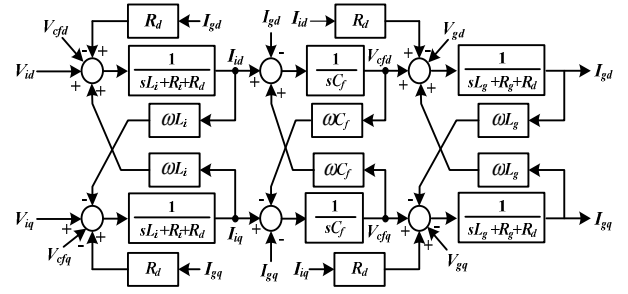 V_cfd R_d I_gd I_gd I_id R_d V_gd
V_id + - + + 1/(sL_i+R_i+R_d) I_id + - + 1/(sC_f) V_cfd + - + - + 1/(sL_g+R_g+R_d) I_gd
ωL_i ωC_f ωL_g
ωL_i ωC_f ωL_g
V_iq + - - + 1/(sL_i+R_i+R_d) I_iq + - - 1/(sC_f) V_cfq + - - + 1/(sL_g+R_g+R_d) I_gq
V_cfq R_d I_gq I_gq I_iq R_d V_gq